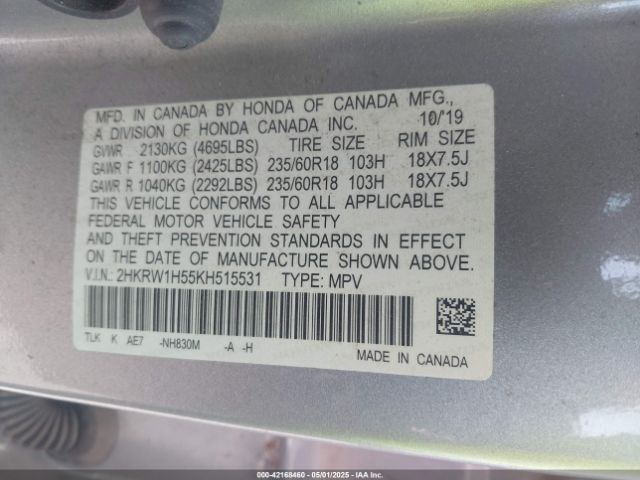 MFD. IN CANADA BY HONDA OF CANADA MFG., 10/19
A DIVISION OF HONDA CANADA INC.
GVWR 2130KG (4695LBS) TIRE SIZE RIM SIZE
GAWR F 1100KG (2425LBS) 235/60R18 103H 18X7.5J
GAWR R 1040KG (2292LBS) 235/60R18 103H 18X7.5J
THIS VEHICLE CONFORMS TO ALL APPLICABLE
FEDERAL MOTOR VEHICLE SAFETY
AND THEFT PREVENTION STANDARDS IN EFFECT
ON THE DATE OF MANUFACTURE SHOWN ABOVE.
V.I.N.: 2HKRW1H55KH515531 TYPE: MPV
TLK K AE7 -NH830M -A -H
MADE IN CANADA
000-42168460 - 05/01/2025 - IAA